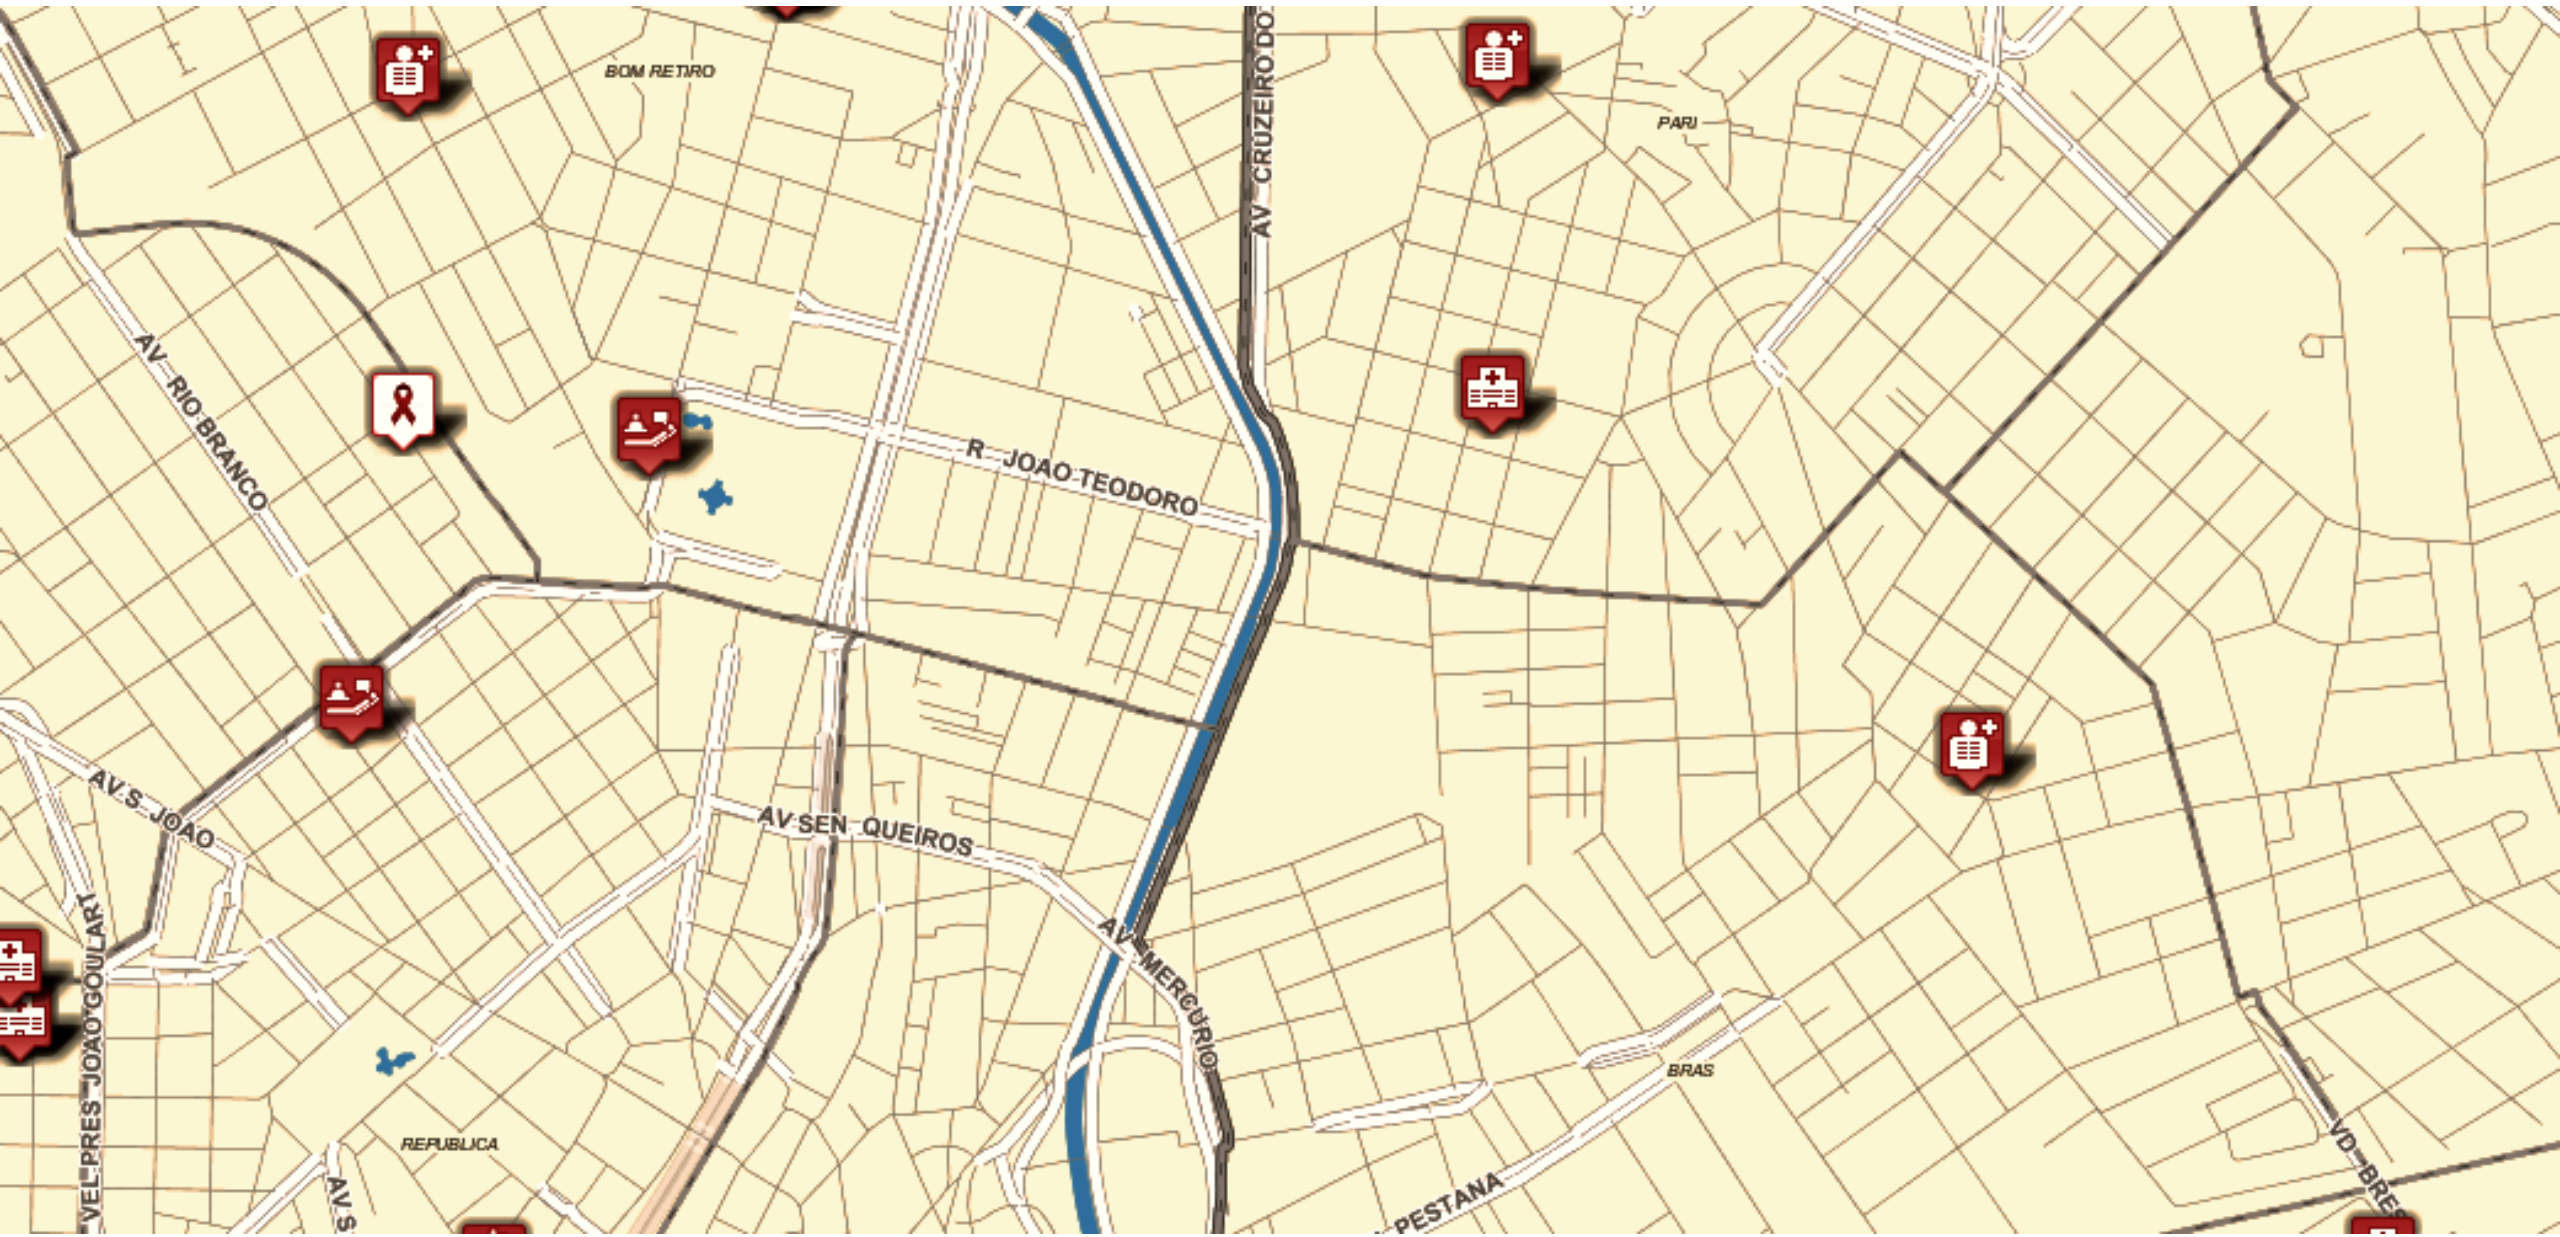 BOM RETIRO
AV CRUZEIRO DO
PARI
AV RIO BRANCO
R JOAO TEODORO
AV S JOAO
AV SEN QUEIROS
AV MERCURIO
VEL PRES JOAO GOULART
BRAS
REPUBLICA
AV S
PESTANA
VD BRES